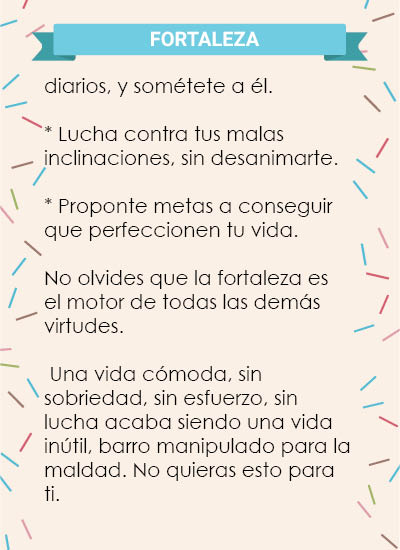 FORTALEZA
diarios, y sométete a él.
* Lucha contra tus malas
inclinaciones, sin desanimarte.
* Proponte metas a conseguir
que perfeccionen tu vida.
No olvides que la fortaleza es
el motor de todas las demás
virtudes.
Una vida cómoda, sin
sobriedad, sin esfuerzo, sin
lucha acaba siendo una vida
inútil, barro manipulado para la
maldad. No quieras esto para
ti.